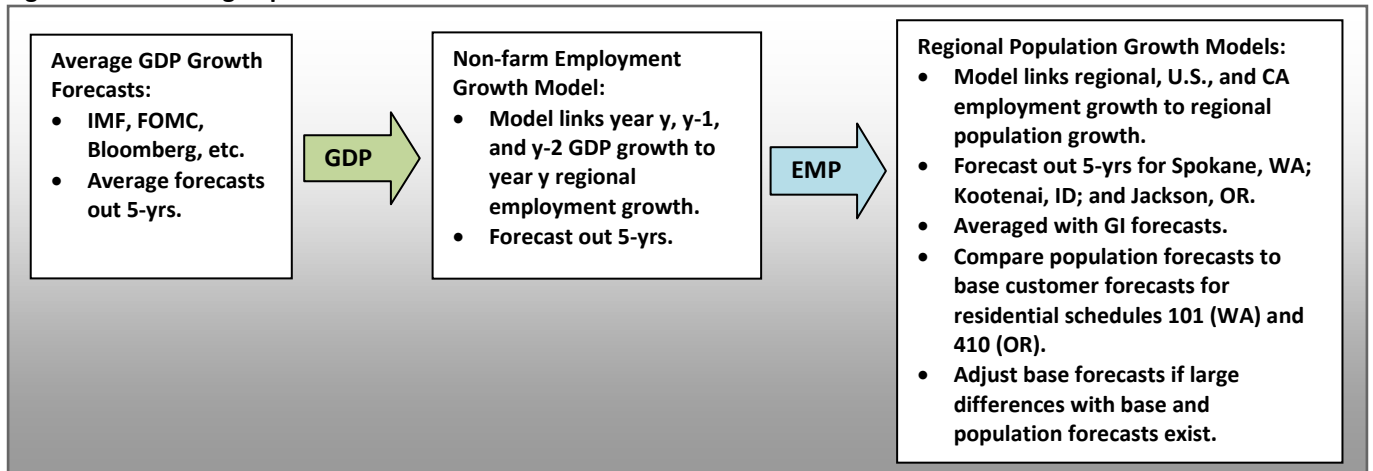 Average GDP Growth
Forecasts:
• IMF, FOMC,
Bloomberg, etc.
• Average forecasts
out 5-yrs.
GDP
Non-farm Employment
Growth Model:
• Model links year y, y-1,
and y-2 GDP growth to
year y regional
employment growth.
• Forecast out 5-yrs.
EMP
Regional Population Growth Models:
• Model links regional, U.S., and CA
employment growth to regional
population growth.
• Forecast out 5-yrs for Spokane, WA;
Kootenai, ID; and Jackson, OR.
• Averaged with GI forecasts.
• Compare population forecasts to
base customer forecasts for
residential schedules 101 (WA) and
410 (OR).
• Adjust base forecasts if large
differences with base and
population forecasts exist.